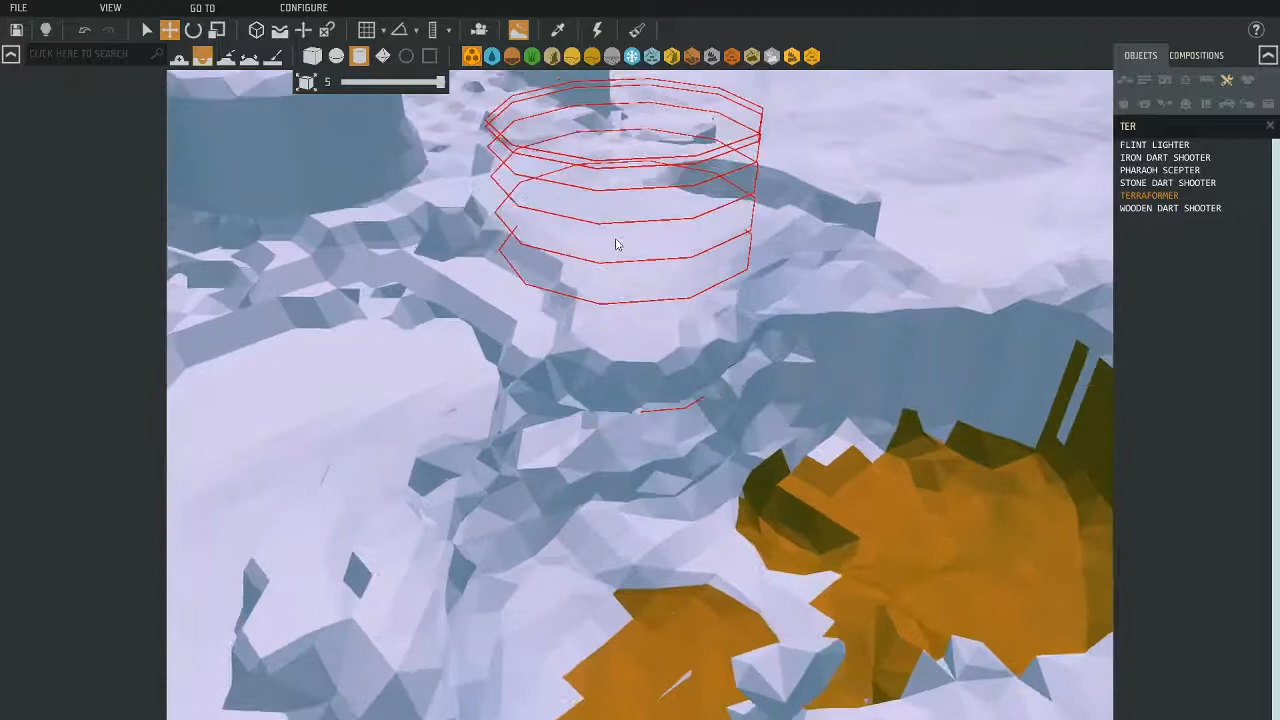 FILE VIEW GO TO CONFIGURE
CLICK HERE TO SEARCH
OBJECTS COMPOSITIONS
5
TER
FLINT LIGHTER
IRON DART SHOOTER
PHARAOH SCEPTER
STONE DART SHOOTER
TERRAFORMER
WOODEN DART SHOOTER